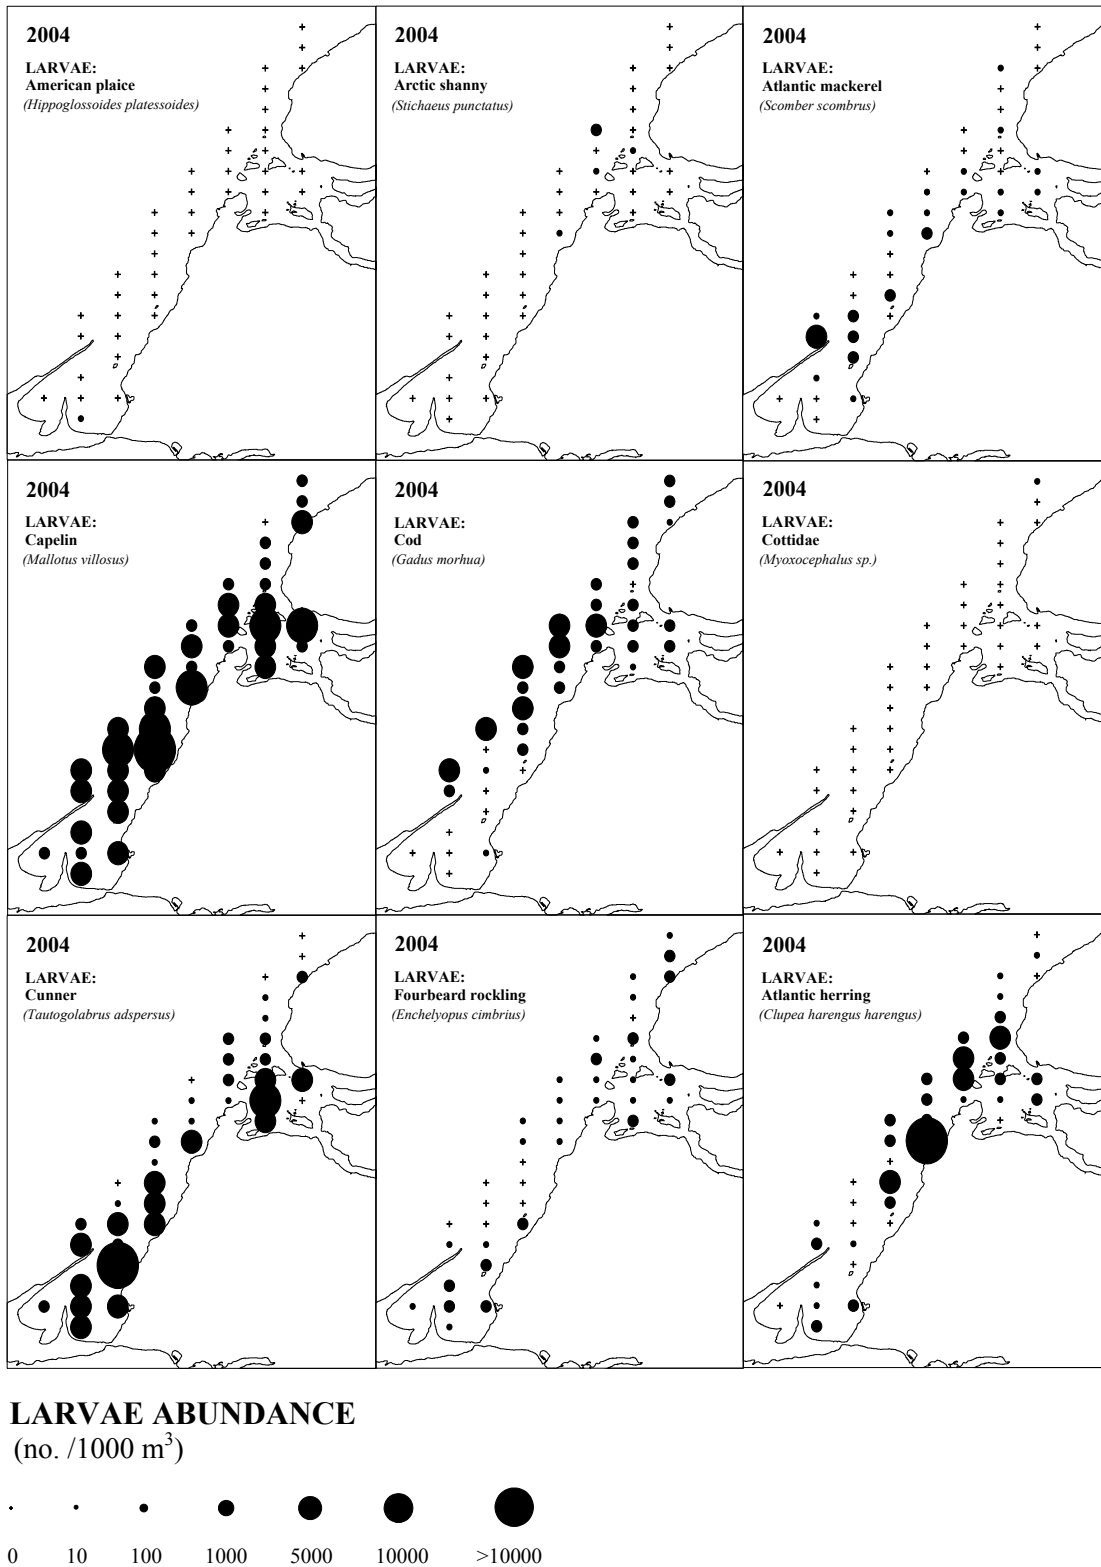 2004
LARVAE:
American plaice
(Hippoglossoides platessoides)
2004
LARVAE:
Arctic shanny
(Stichaeus punctatus)
2004
LARVAE:
Atlantic mackerel
(Scomber scombrus)
2004
LARVAE:
Capelin
(Mallotus villosus)
2004
LARVAE:
Cod
(Gadus morhua)
2004
LARVAE:
Cottidae
(Myoxocephalus sp.)
2004
LARVAE:
Cunner
(Tautogolabrus adspersus)
2004
LARVAE:
Fourbeard rockling
(Enchelyopus cimbrius)
2004
LARVAE:
Atlantic herring
(Clupea harengus harengus)
LARVAE ABUNDANCE
(no. /1000 m³)
0 10 100 1000 5000 10000 >10000